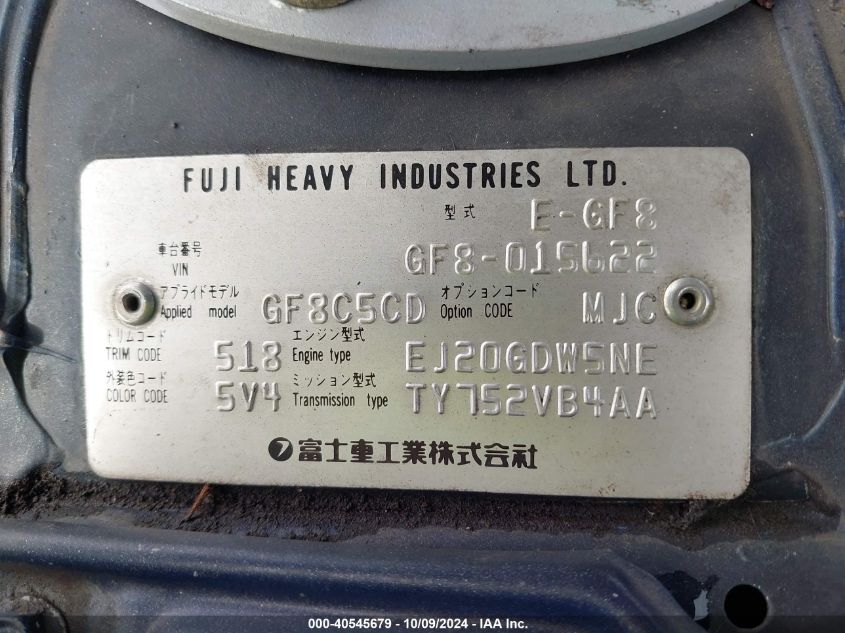 FUJI HEAVY INDUSTRIES LTD.
型式 E-GF8
車台番号 VIN GF8-015622
アプライドモデル Applied model GF8C5CD オプションコード Option CODE MJC
トリムコード TRIM CODE 518 エンジン型式 Engine type EJ20GDW5NE
外装色コード COLOR CODE 5V4 ミッション型式 Transmission type TY752VB4AA
富士重工業株式会社
000-40545679 - 10/09/2024 - IAA Inc.